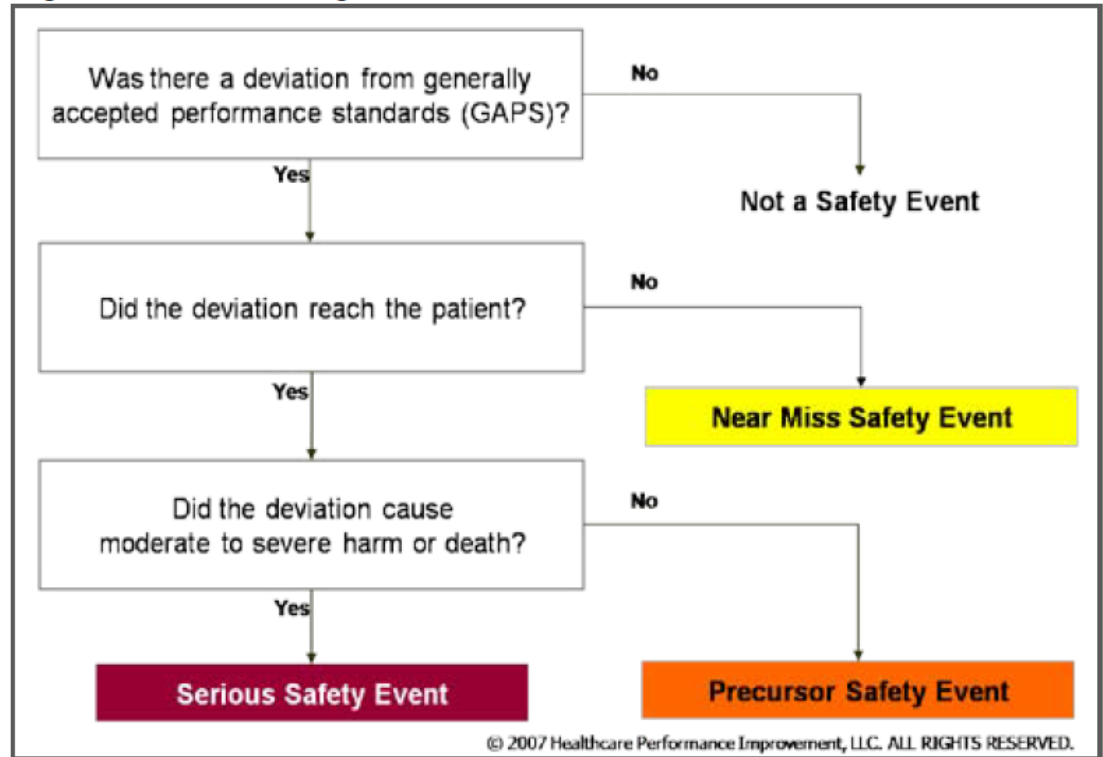 Was there a deviation from generally
accepted performance standards (GAPS)?
No
Yes
Not a Safety Event
Did the deviation reach the patient?
No
Yes
Near Miss Safety Event
Did the deviation cause
moderate to severe harm or death?
No
Yes
Serious Safety Event
Precursor Safety Event
© 2007 Healthcare Performance Improvement, LLC. ALL RIGHTS RESERVED.